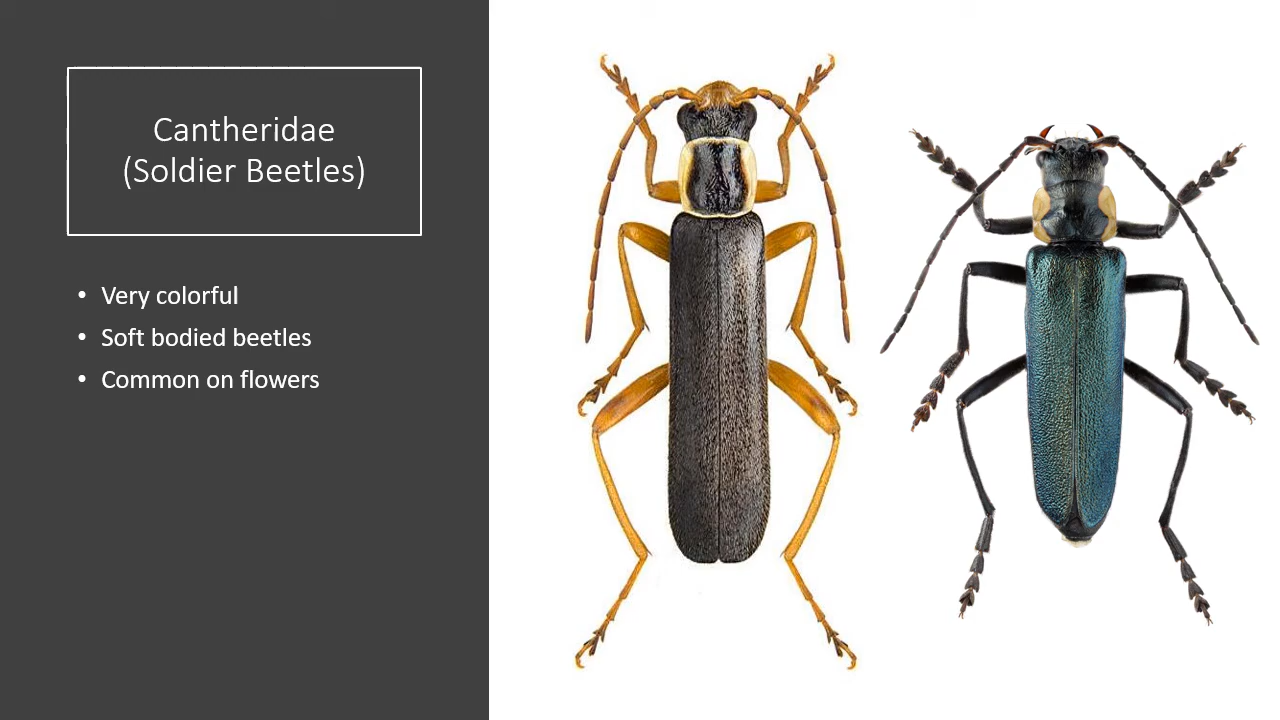 Cantheridae
(Soldier Beetles)
• Very colorful
• Soft bodied beetles
• Common on flowers